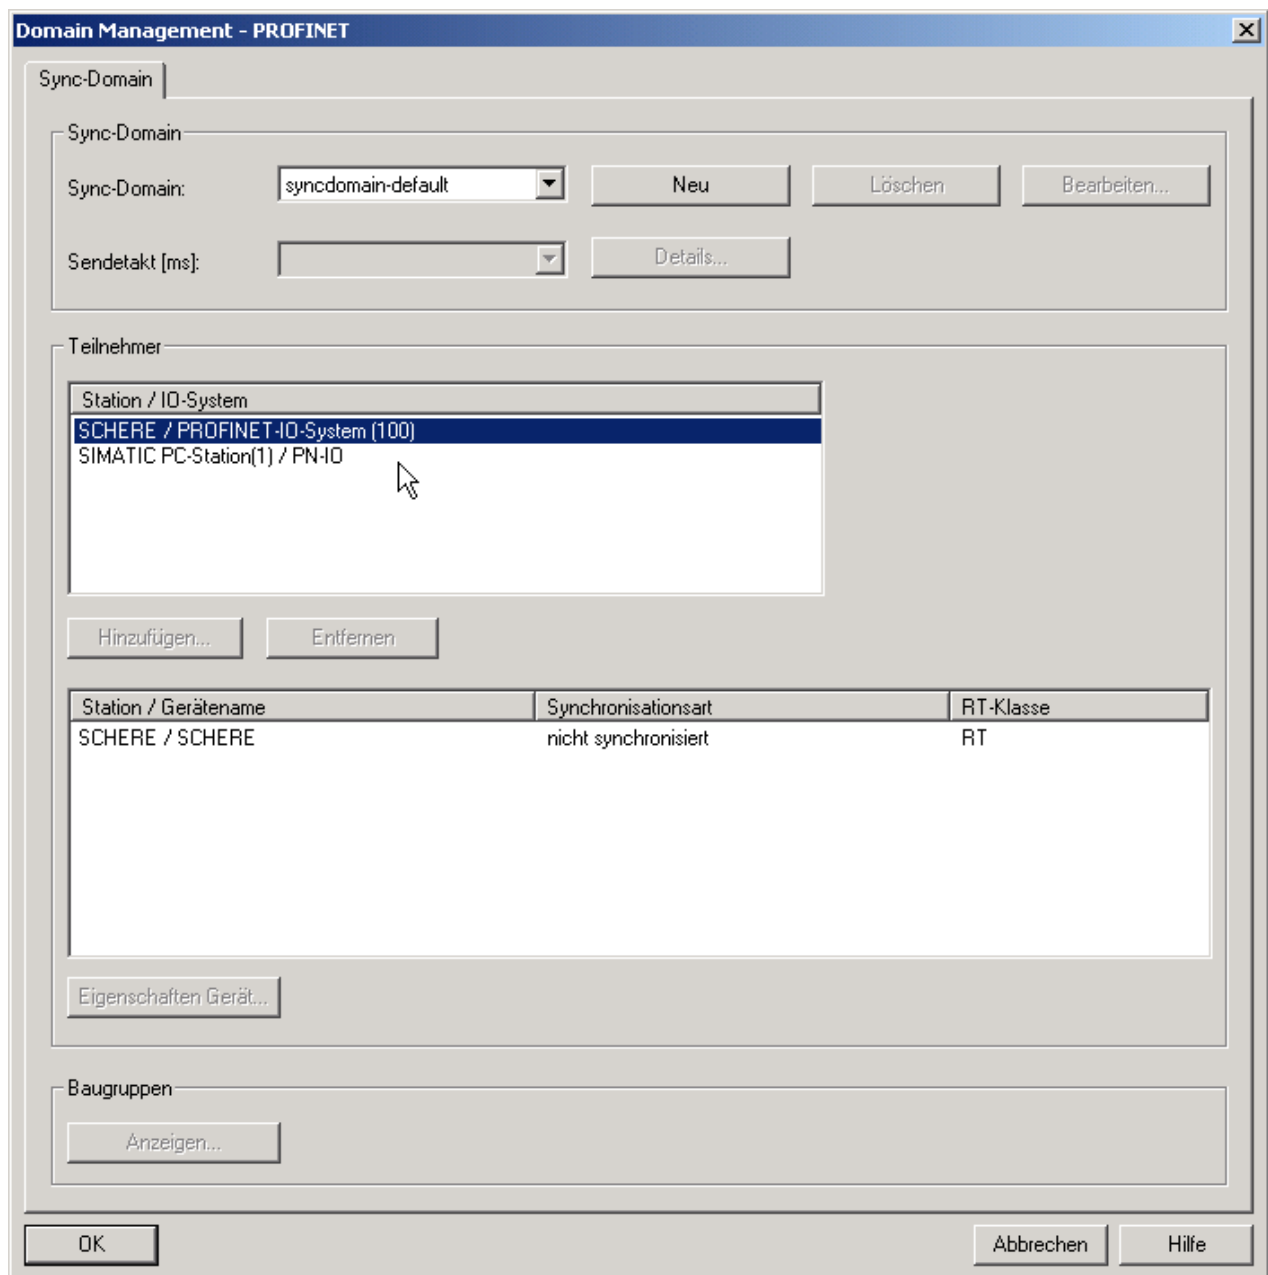 Domain Management - PROFINET
Sync-Domain
Sync-Domain
Sync-Domain: syncdomain-default Neu Löschen Bearbeiten...
Sendetakt [ms]: Details...
Teilnehmer
Station / IO-System
SCHERE / PROFINET-IO-System (100)
SIMATIC PC-Station(1) / PN-IO
Hinzufügen... Entfernen
Station / Gerätename Synchronisationsart RT-Klasse
SCHERE / SCHERE nicht synchronisiert RT
Eigenschaften Gerät...
Baugruppen
Anzeigen...
OK Abbrechen Hilfe